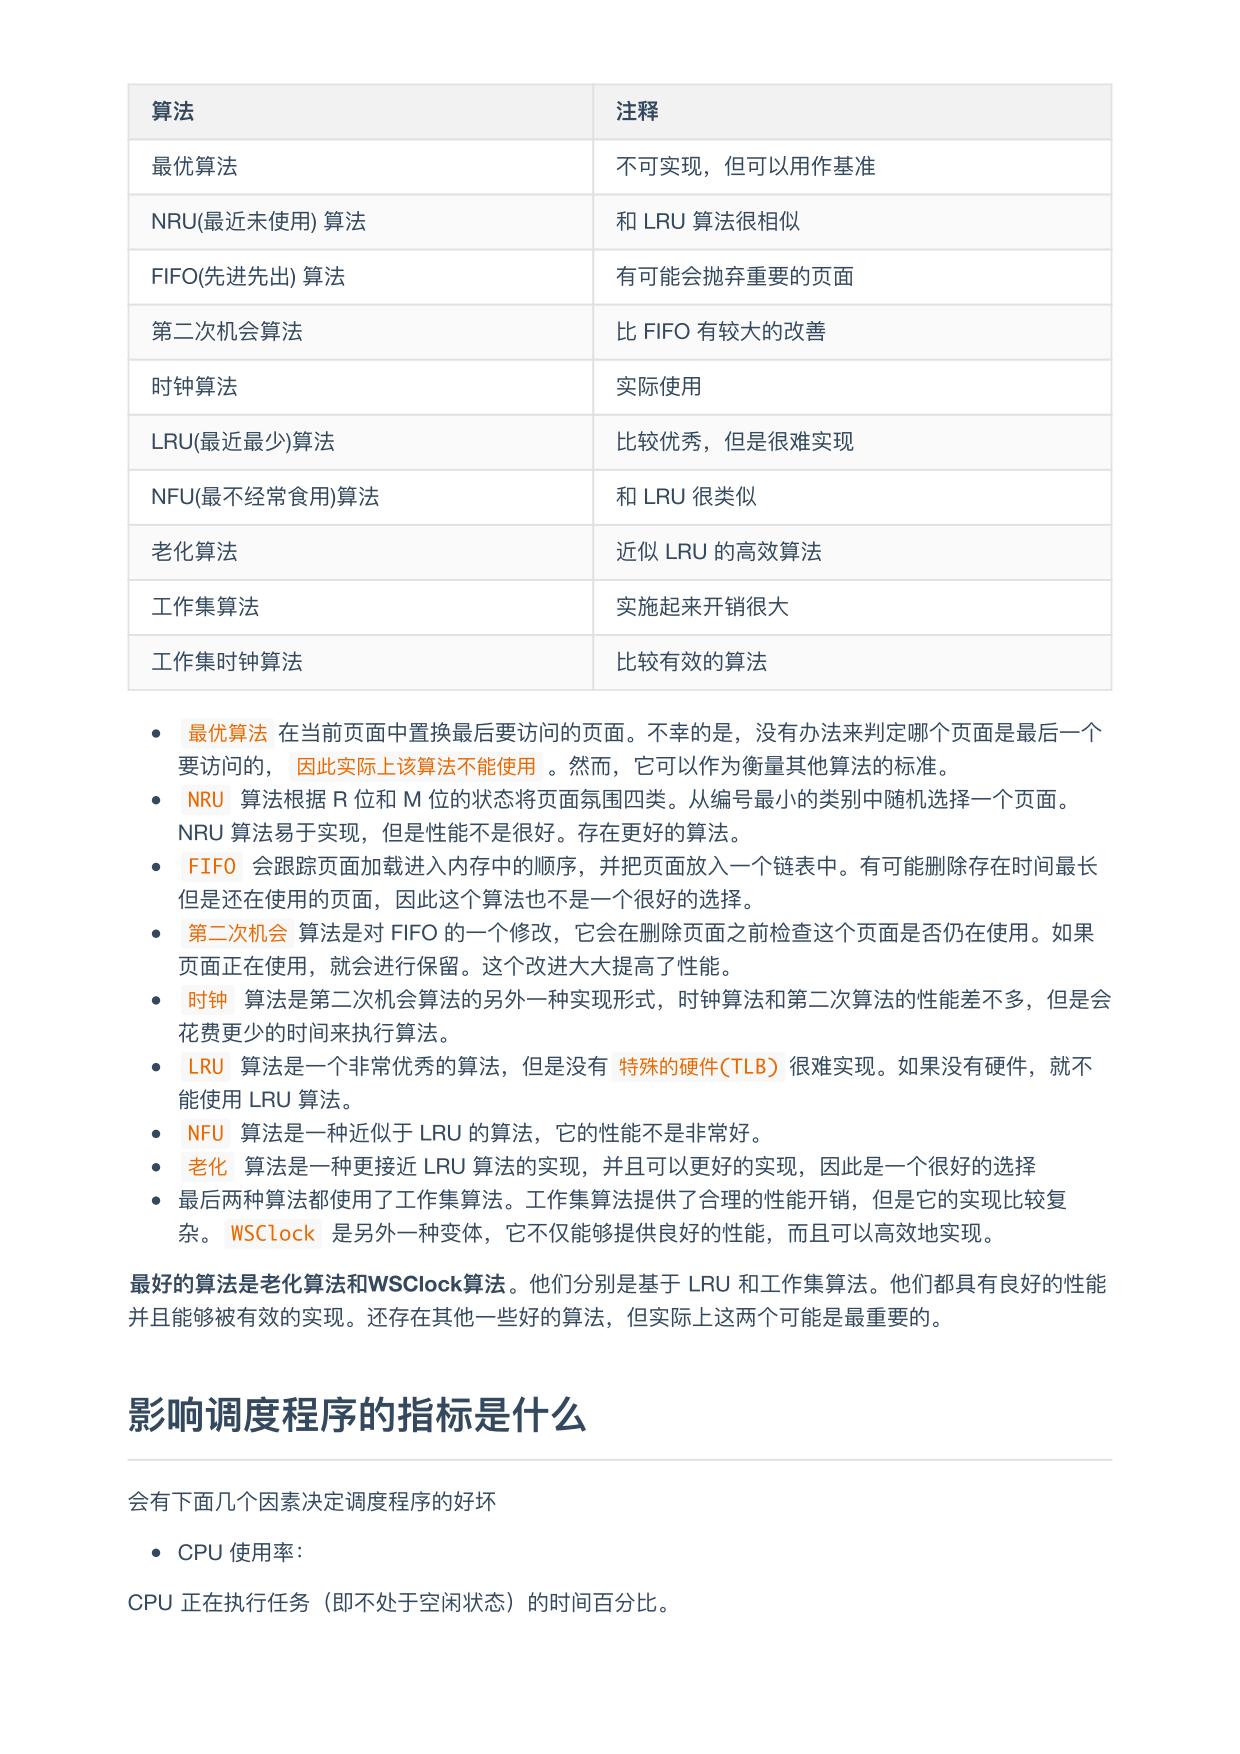 算法 注释
最优算法 不可实现，但可以用作基准
NRU(最近未使用) 算法 和 LRU 算法很相似
FIFO(先进先出) 算法 有可能会抛弃重要的页面
第二次机会算法 比 FIFO 有较大的改善
时钟算法 实际使用
LRU(最近最少)算法 比较优秀，但是很难实现
NFU(最不经常食用)算法 和 LRU 很类似
老化算法 近似 LRU 的高效算法
工作集算法 实施起来开销很大
工作集时钟算法 比较有效的算法
• 最优算法 在当前页面中置换最后要访问的页面。不幸的是，没有办法来判定哪个页面是最后一个
要访问的， 因此实际上该算法不能使用 。然而，它可以作为衡量其他算法的标准。
• NRU 算法根据 R 位和 M 位的状态将页面氛围四类。从编号最小的类别中随机选择一个页面。
NRU 算法易于实现，但是性能不是很好。存在更好的算法。
• FIFO 会跟踪页面加载进入内存中的顺序，并把页面放入一个链表中。有可能删除存在时间最长
但是还在使用的页面，因此这个算法也不是一个很好的选择。
• 第二次机会 算法是对 FIFO 的一个修改，它会在删除页面之前检查这个页面是否仍在使用。如果
页面正在使用，就会进行保留。这个改进大大提高了性能。
• 时钟 算法是第二次机会算法的另外一种实现形式，时钟算法和第二次算法的性能差不多，但是会
花费更少的时间来执行算法。
• LRU 算法是一个非常优秀的算法，但是没有 特殊的硬件(TLB) 很难实现。如果没有硬件，就不
能使用 LRU 算法。
• NFU 算法是一种近似于 LRU 的算法，它的性能不是非常好。
• 老化 算法是一种更接近 LRU 算法的实现，并且可以更好的实现，因此是一个很好的选择
• 最后两种算法都使用了工作集算法。工作集算法提供了合理的性能开销，但是它的实现比较复
杂。 WSClock 是另外一种变体，它不仅能够提供良好的性能，而且可以高效地实现。
最好的算法是老化算法和WSClock算法。他们分别是基于 LRU 和工作集算法。他们都具有良好的性能
并且能够被有效的实现。还存在其他一些好的算法，但实际上这两个可能是最重要的。
影响调度程序的指标是什么
会有下面几个因素决定调度程序的好坏
• CPU 使用率：
CPU 正在执行任务（即不处于空闲状态）的时间百分比。